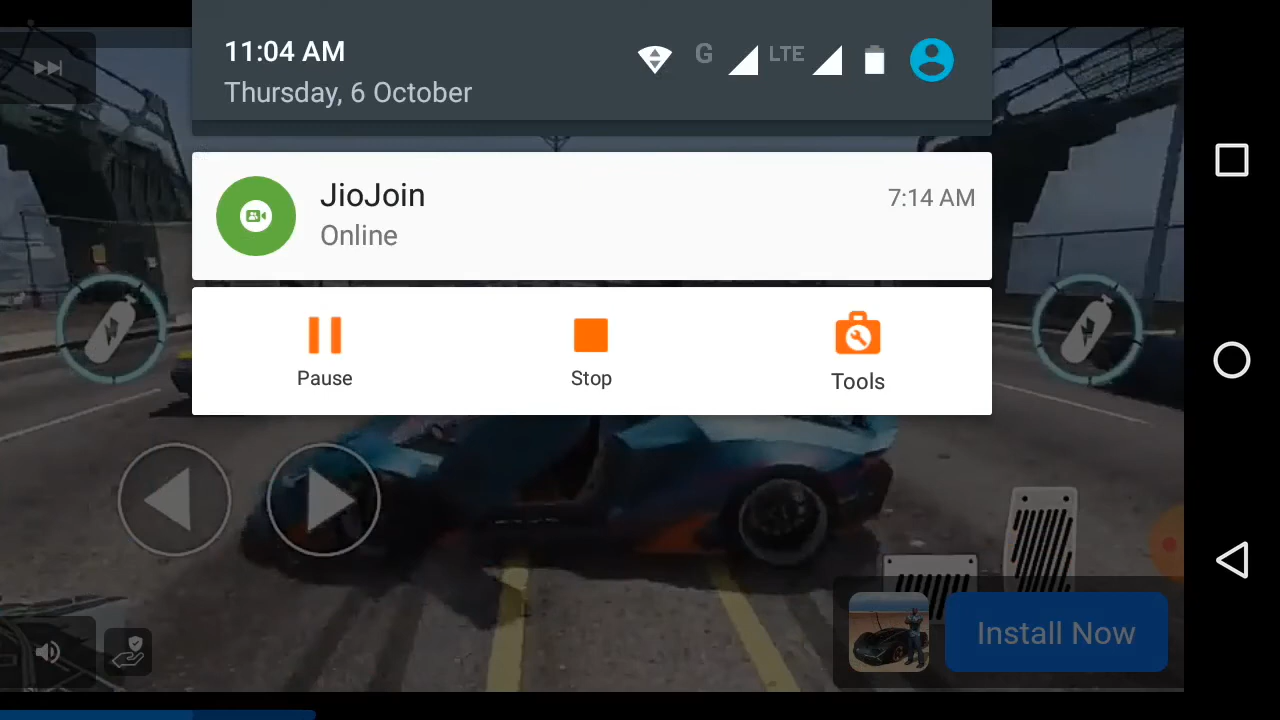 11:04 AM
G
LTE
Thursday, 6 October
JioJoin
7:14 AM
Online
Pause
Stop
Tools
Install Now